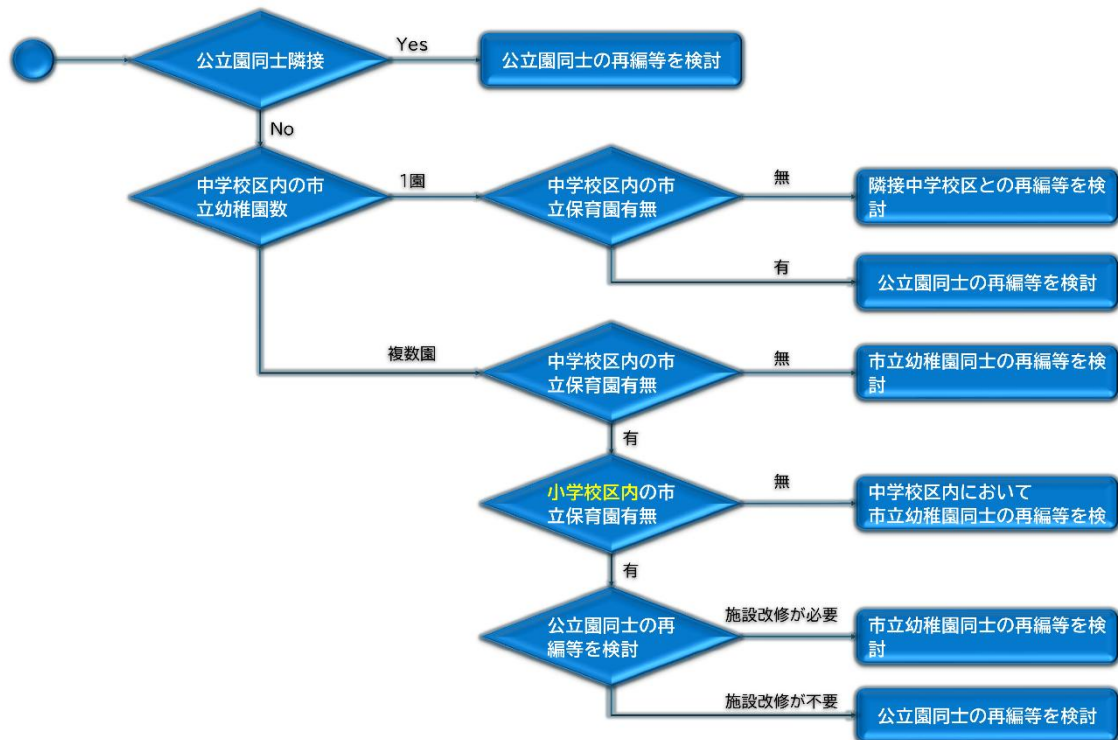 公立園同士隣接
Yes
公立園同士の再編等を検討
No
中学校区内の市
立幼稚園数
1園
中学校区内の市
立保育園有無
無
隣接中学校区との再編等を検
討
有
公立園同士の再編等を検討
複数園
中学校区内の市
立保育園有無
無
市立幼稚園同士の再編等を検
討
有
小学校区内の市
立保育園有無
無
中学校区内において
市立幼稚園同士の再編等を検
有
公立園同士の再
編等を検討
施設改修が必要
市立幼稚園同士の再編等を検
討
施設改修が不要
公立園同士の再編等を検討